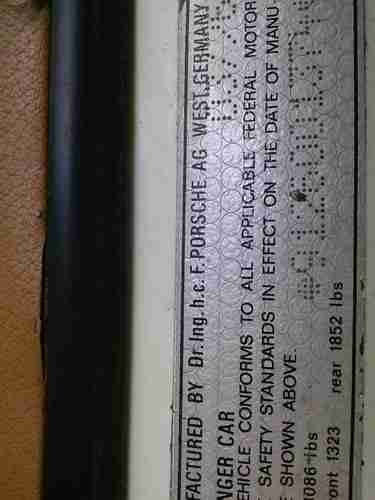 FACTURED BY Dr.Ing.h.c.F.PORSCHE AG WEST.GERMANY
NGER CAR
EHICLE CONFORMS TO ALL APPLICABLE FEDERAL MOTOR
SAFETY STANDARDS IN EFFECT ON THE DATE OF MANU-
SHOWN ABOVE.
086-lbs
ont 1323 rear 1852 lbs